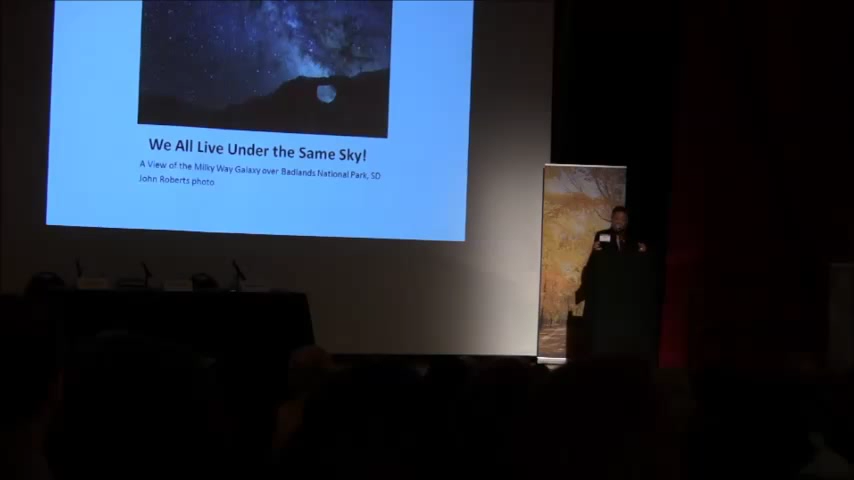 We All Live Under the Same Sky!
A View of the Milky Way Galaxy over Badlands National Park, SD
John Roberts photo